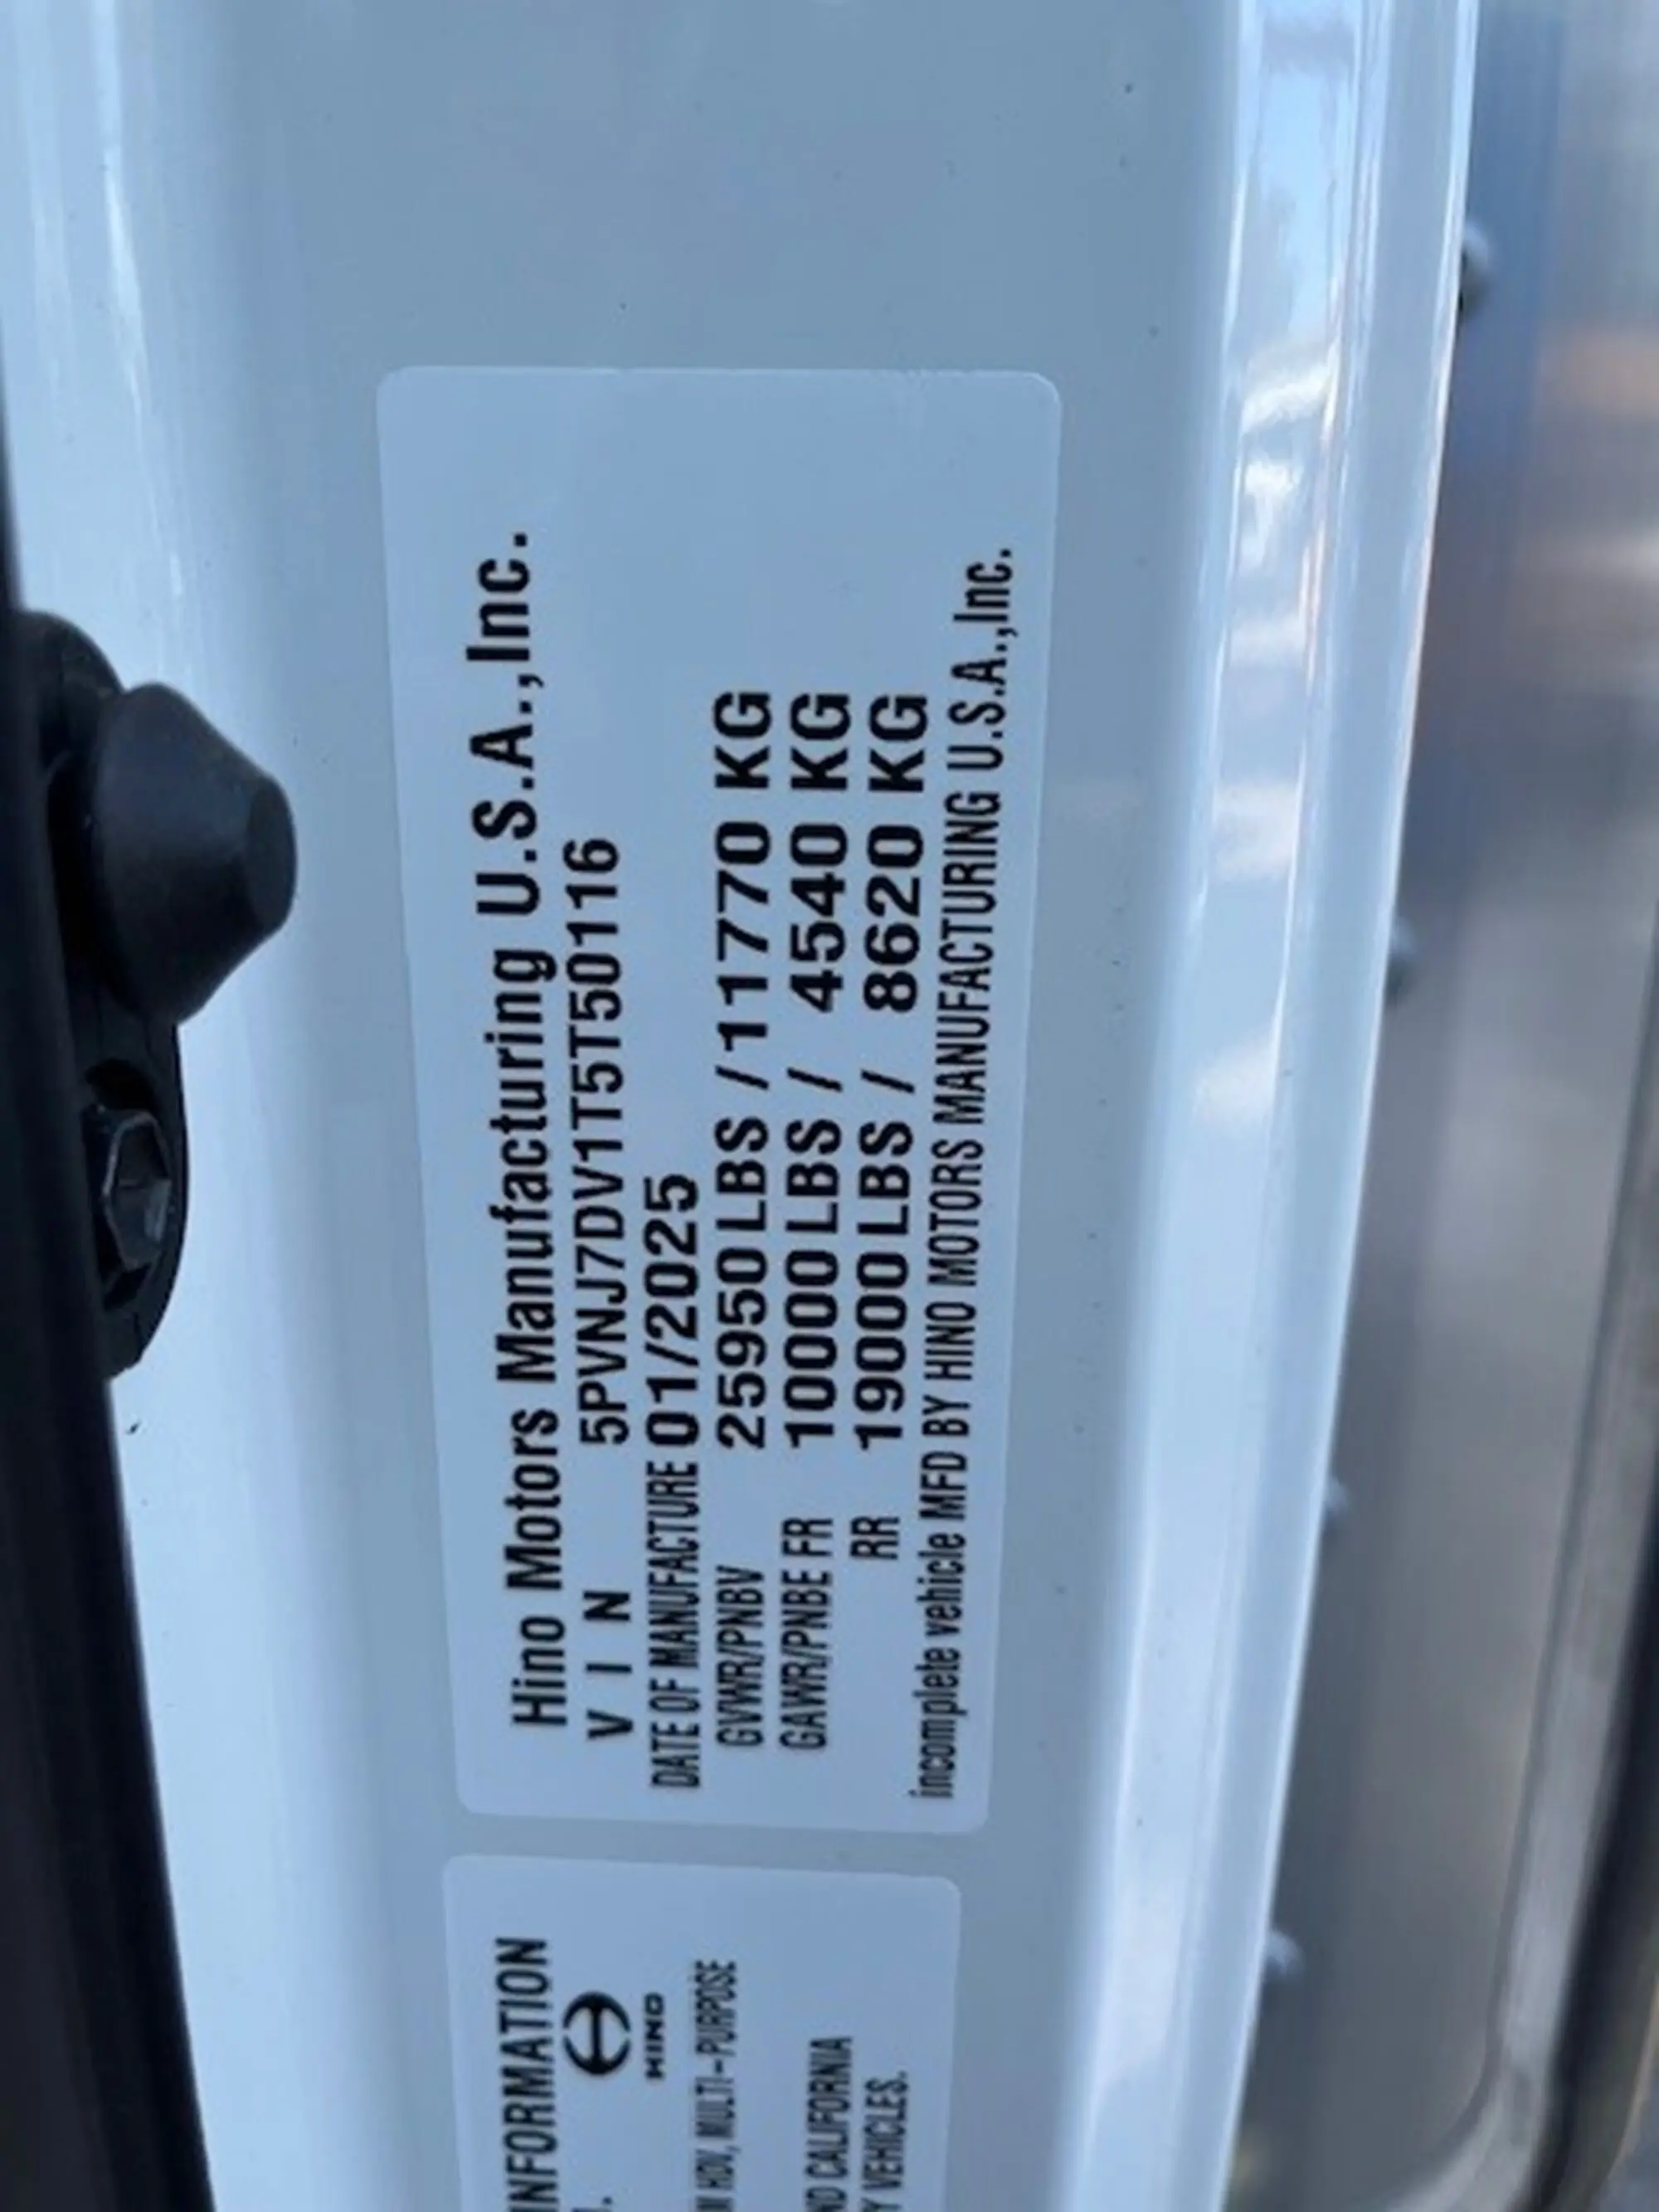 Hino Motors Manufacturing U.S.A.,Inc.
V I N 5PVNJ7DV1T5T50116
DATE OF MANUFACTURE 01/2025
GVWR/PNBV 25950 LBS / 11770 KG
GAWR/PNBE FR 10000 LBS / 4540 KG
RR 19000 LBS / 8620 KG
incomplete vehicle MFD BY HINO MOTORS MANUFACTURING U.S.A.,Inc.
INFORMATION
HINO
HDV, MULTI-PURPOSE
CALIFORNIA
VEHICLES.